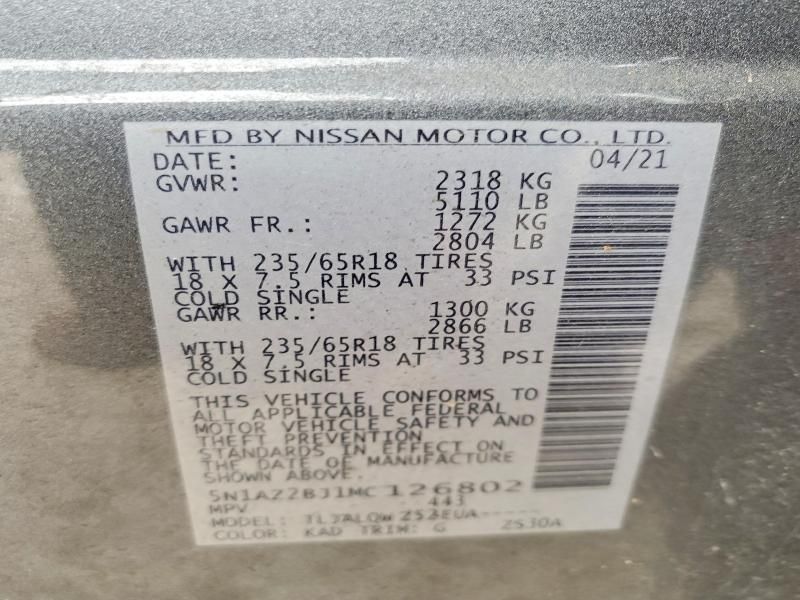 MFD BY NISSAN MOTOR CO., LTD.
DATE: 04/21
GVWR: 2318 KG
5110 LB
GAWR FR.: 1272 KG
2804 LB
WITH 235/65R18 TIRES
18 X 7.5 RIMS AT 33 PSI
COLD SINGLE
GAWR RR.: 1300 KG
2866 LB
WITH 235/65R18 TIRES
18 X 7.5 RIMS AT 33 PSI
COLD SINGLE
THIS VEHICLE CONFORMS TO
ALL APPLICABLE FEDERAL
MOTOR VEHICLE SAFETY AND
THEFT PREVENTION
STANDARDS IN EFFECT ON
THE DATE OF MANUFACTURE
SHOWN ABOVE.
5N1AZ2BJ1MC126802
MPV 443
MODEL:
COLOR: KAD TRIM: G ZS30A